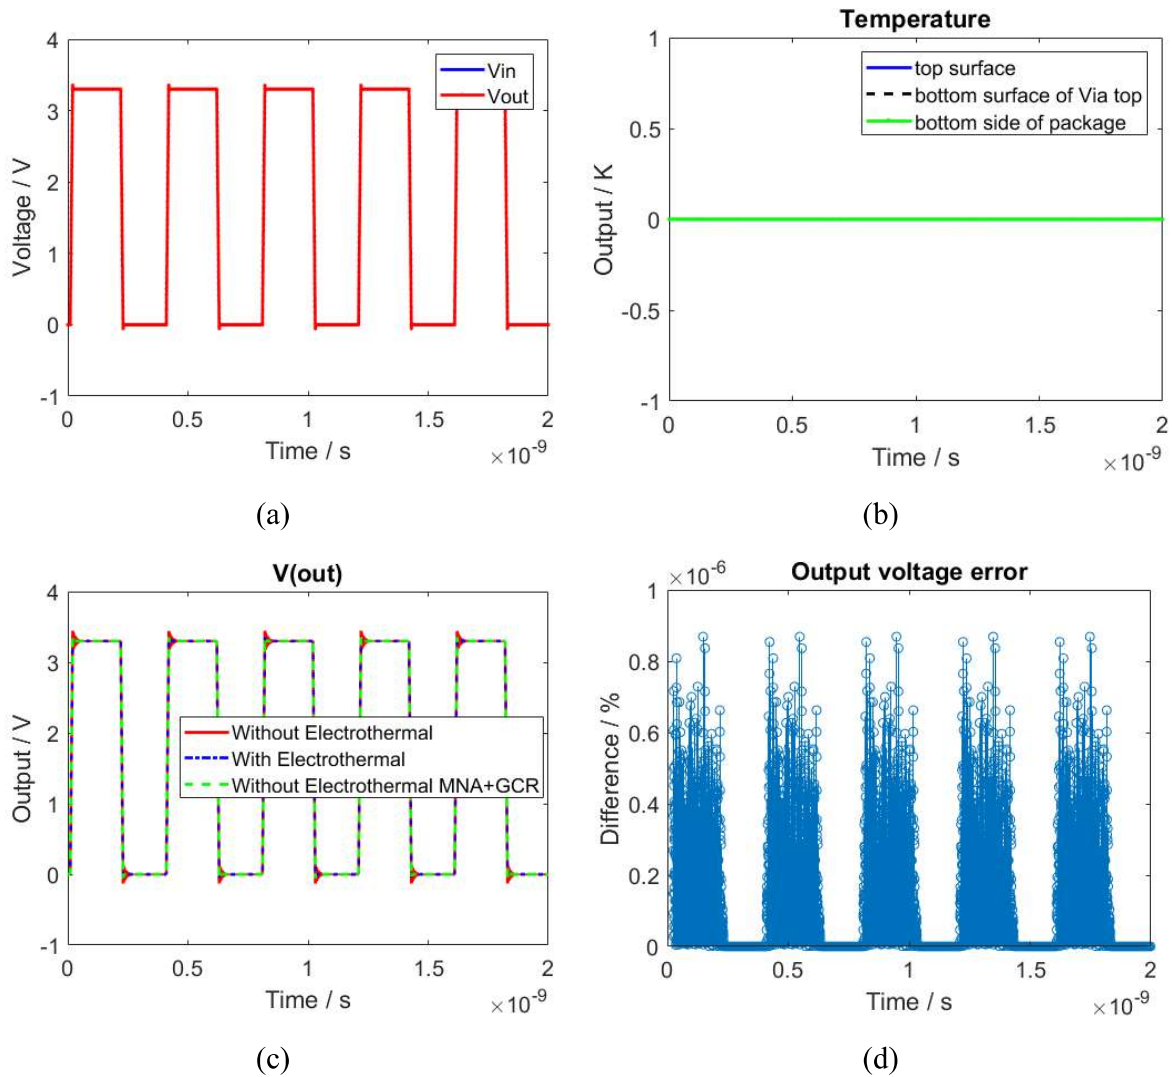 4
3
2
1
0
-1
Voltage / V
Vin
Vout
0 0.5 1 1.5 2
Time / s
×10-9
(a)
Temperature
1
0.5
0
-0.5
-1
Output / K
top surface
bottom surface of Via top
bottom side of package
0 0.5 1 1.5 2
Time / s
×10-9
(b)
V(out)
4
3
2
1
0
-1
Output / V
Without Electrothermal
With Electrothermal
Without Electrothermal MNA+GCR
0 0.5 1 1.5 2
Time / s
×10-9
(c)
×10-6
Output voltage error
1
0.8
0.6
0.4
0.2
0
Difference / %
0 0.5 1 1.5 2
Time / s
×10-9
(d)